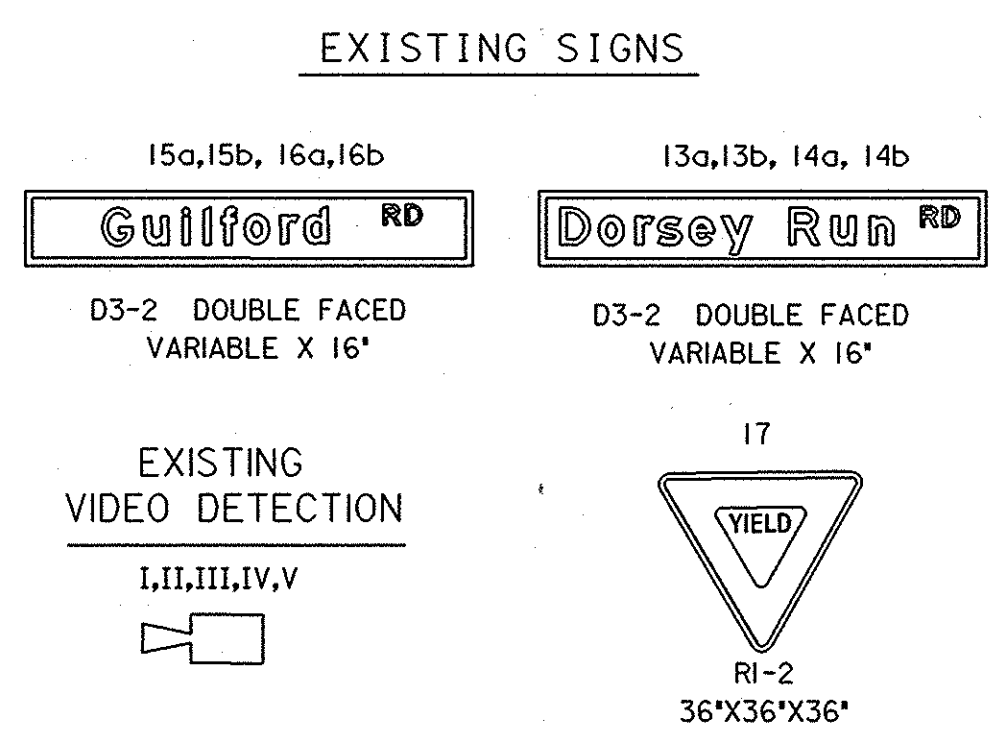 EXISTING SIGNS
15a,15b, 16a,16b
Guilford RD
D3-2 DOUBLE FACED
VARIABLE X 16"
13a,13b, 14a, 14b
Dorsey Run RD
D3-2 DOUBLE FACED
VARIABLE X 16"
EXISTING
VIDEO DETECTION
I,II,III,IV,V
17
YIELD
R1-2
36"X36"X36"